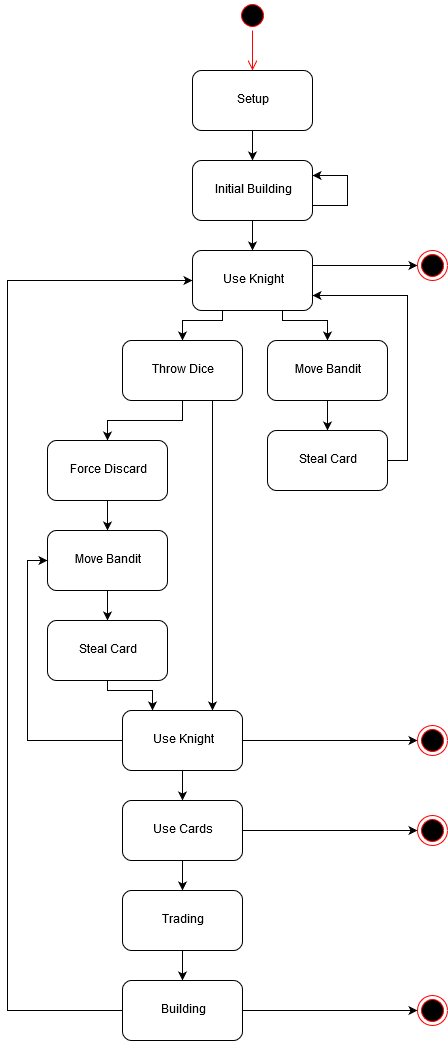 Setup
Initial Building
Use Knight
Throw Dice
Move Bandit
Steal Card
Force Discard
Move Bandit
Steal Card
Use Knight
Use Cards
Trading
Building